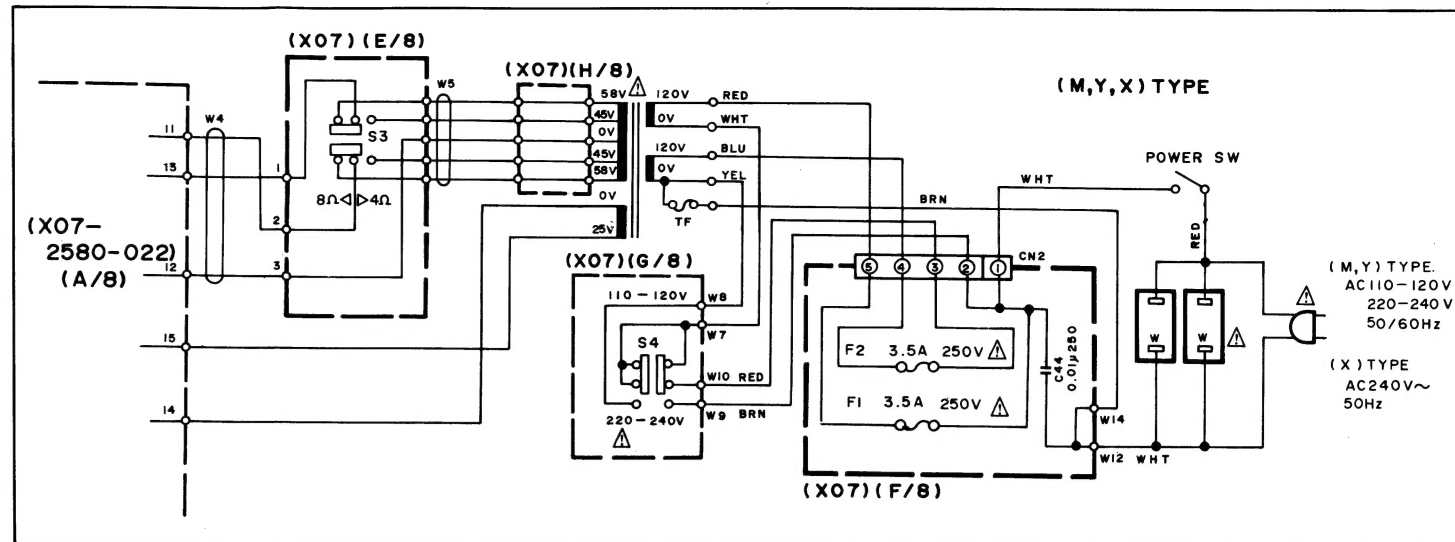 (X07) (E/8)
W5
(X07)(H/8)
(M,Y,X) TYPE
58V
45V
0V
45V
58V
0V
25V
120V
RED
0V
WHT
120V
BLU
0V
YEL
TF
BRN
W4
11
13
12
15
14
1
2
3
S3
8Ω◁▷4Ω
(X07-
2580-022)
(A/8)
POWER SW
WHT
RED
(X07)(G/8)
110-120V
S4
220-240V
W8
W7
W10 RED
W9 BRN
CN2
5 4 3 2 1
F2 3.5A 250V
F1 3.5A 250V
C44
0.01μ 250
W14
W12 WHT
(X07)(F/8)
W
W
(M,Y) TYPE.
AC110-120V
220-240V
50/60Hz
(X) TYPE
AC240V~
50Hz